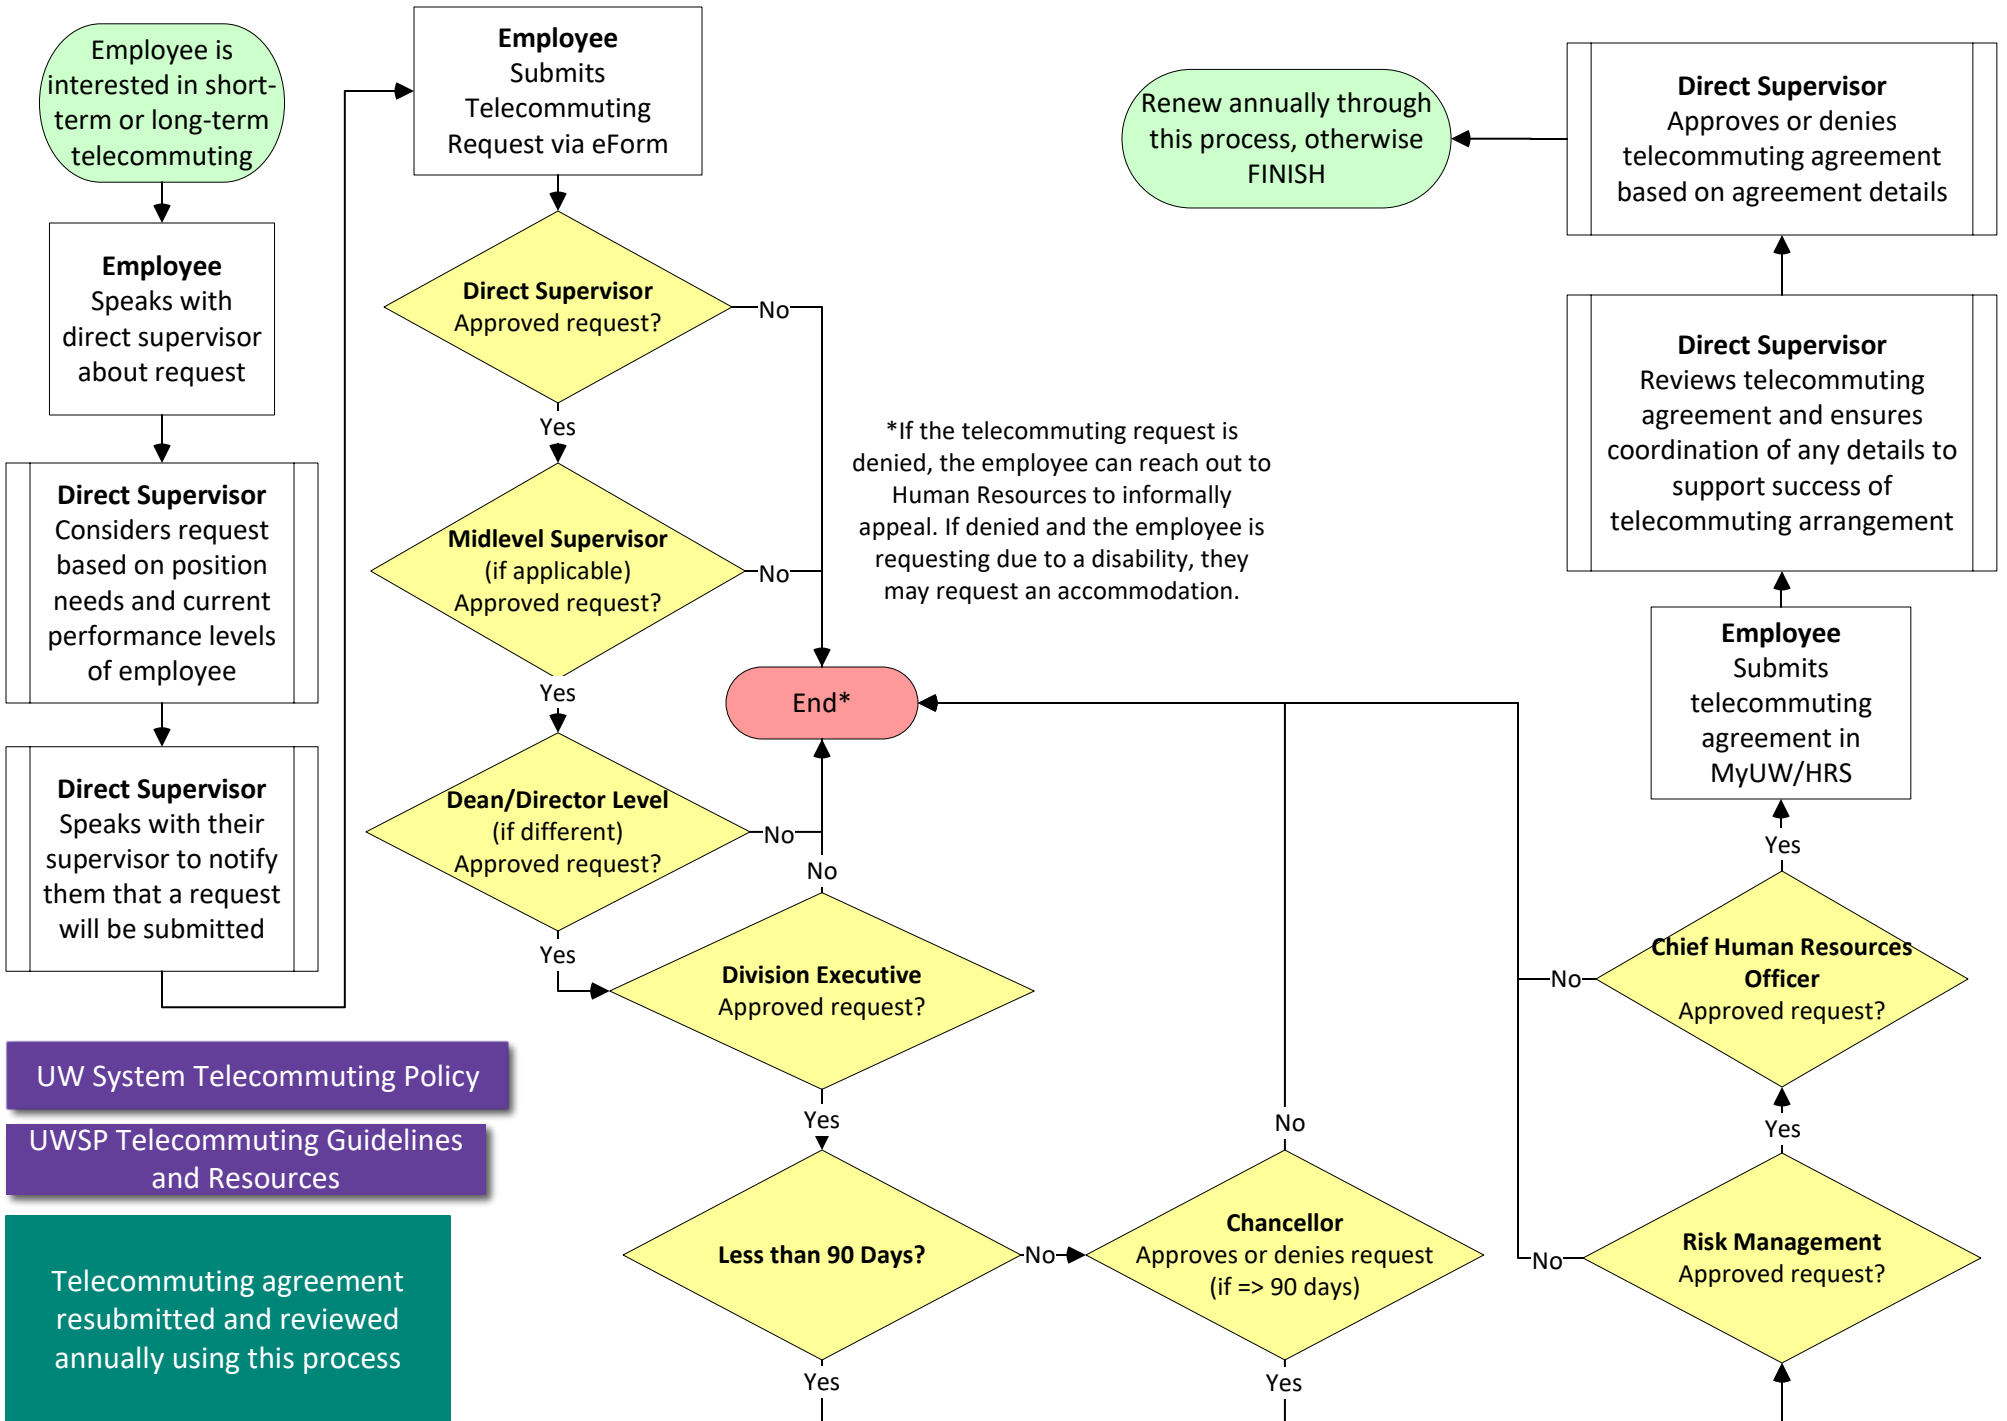 Employee is
interested in short-
term or long-term
telecommuting
Employee
Speaks with
direct supervisor
about request
Direct Supervisor
Considers request
based on position
needs and current
performance levels
of employee
Direct Supervisor
Speaks with their
supervisor to notify
them that a request
will be submitted
Employee
Submits
Telecommuting
Request via eForm
Direct Supervisor
Approved request?
No
Yes
Midlevel Supervisor
(if applicable)
Approved request?
No
Yes
Dean/Director Level
(if different)
Approved request?
No
Yes
Division Executive
Approved request?
No
Yes
Less than 90 Days?
No
Yes
Chancellor
Approves or denies request
(if => 90 days)
No
Yes
End*
*If the telecommuting request is
denied, the employee can reach out to
Human Resources to informally
appeal. If denied and the employee is
requesting due to a disability, they
may request an accommodation.
Risk Management
Approved request?
No
Yes
Chief Human Resources
Officer
Approved request?
No
Yes
Employee
Submits
telecommuting
agreement in
MyUW/HRS
Direct Supervisor
Reviews telecommuting
agreement and ensures
coordination of any details to
support success of
telecommuting arrangement
Direct Supervisor
Approves or denies
telecommuting agreement
based on agreement details
Renew annually through
this process, otherwise
FINISH
UW System Telecommuting Policy
UWSP Telecommuting Guidelines
and Resources
Telecommuting agreement
resubmitted and reviewed
annually using this process